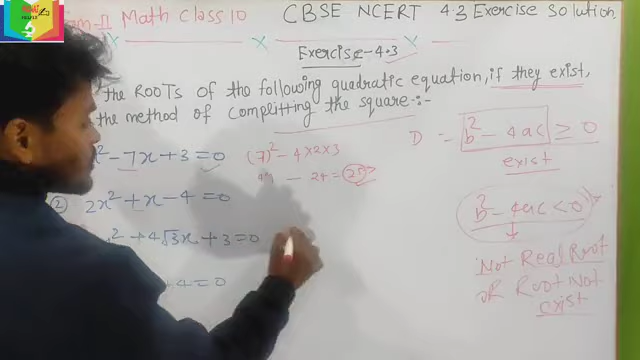 Math Class 10 CBSE NCERT 4.3 Exercise Solution
Exercise-4.3
the ROOTs of the following quadratic equation, if they exist,
the method of complitting the square:-
² - 7x + 3 = 0 (7)² - 4×2×3
- 24 = 25
D = b² - 4ac ≥ 0
exist
② 2x² + x - 4 = 0
b² - 4ac < 0
² + 4√3x + 3 = 0
+ 4 = 0
Not Real Root
or Root Not
exist